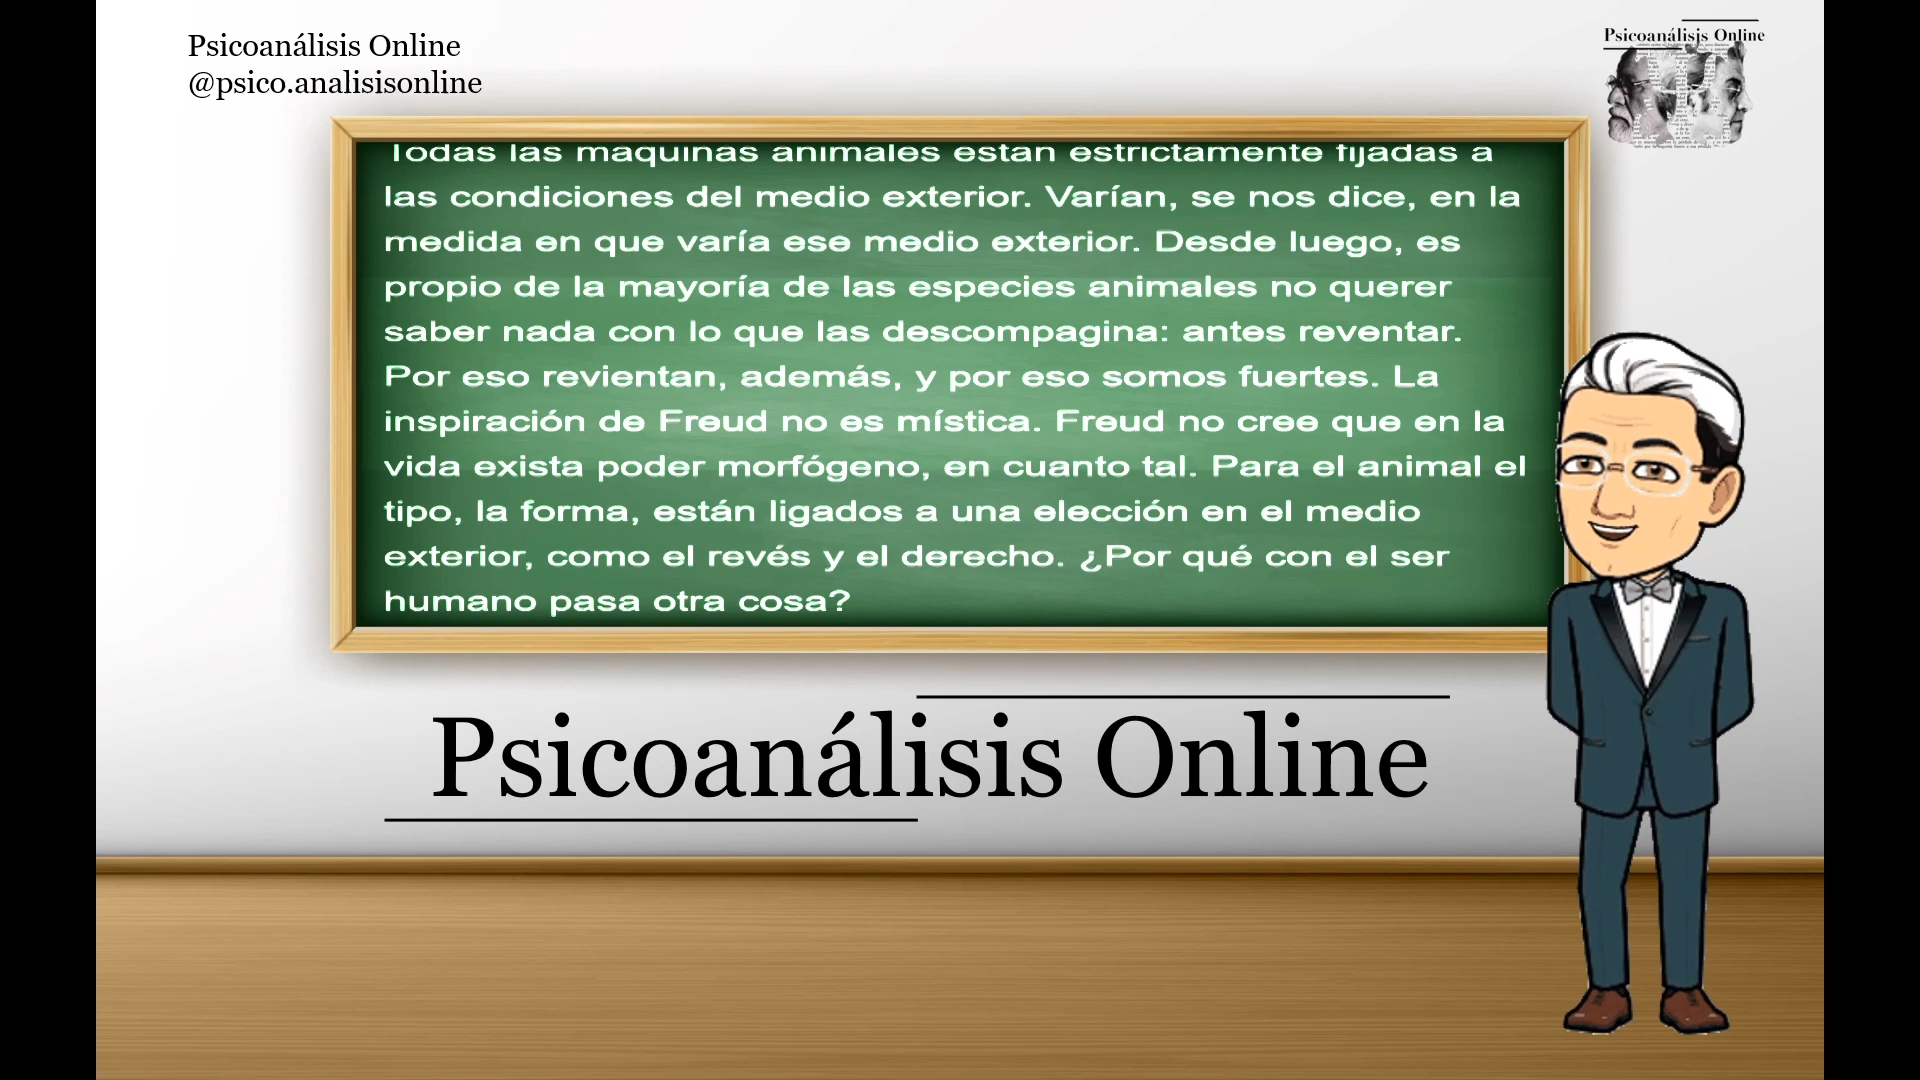 Psicoanálisis Online
@psico.analisisonline
Psicoanálisis Online
Todas las máquinas animales están estrictamente fijadas a
las condiciones del medio exterior. Varían, se nos dice, en la
medida en que varía ese medio exterior. Desde luego, es
propio de la mayoría de las especies animales no querer
saber nada con lo que las descompagina: antes reventar.
Por eso revientan, además, y por eso somos fuertes. La
inspiración de Freud no es mística. Freud no cree que en la
vida exista poder morfógeno, en cuanto tal. Para el animal el
tipo, la forma, están ligados a una elección en el medio
exterior, como el revés y el derecho. ¿Por qué con el ser
humano pasa otra cosa?
Psicoanálisis Online